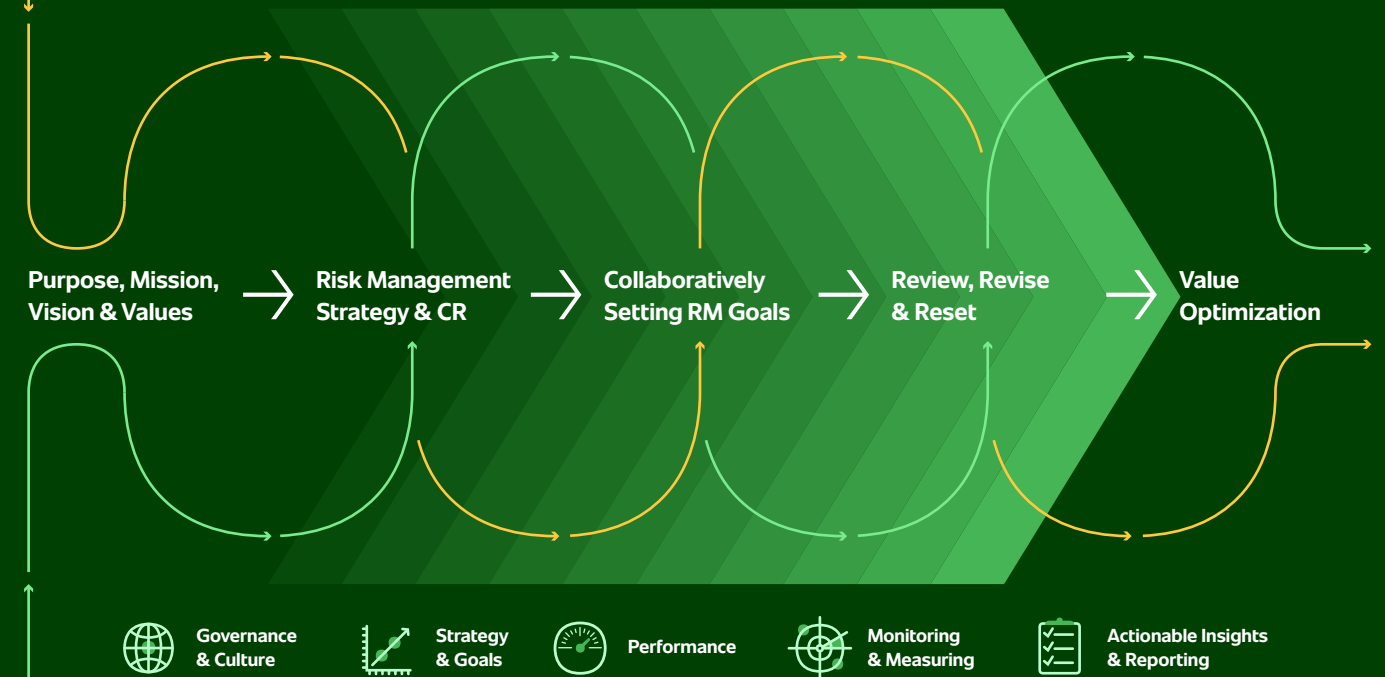 Purpose, Mission,
Vision & Values
Risk Management
Strategy & CR
Collaboratively
Setting RM Goals
Review, Revise
& Reset
Value
Optimization
Governance
& Culture
Strategy
& Goals
Performance
Monitoring
& Measuring
Actionable Insights
& Reporting